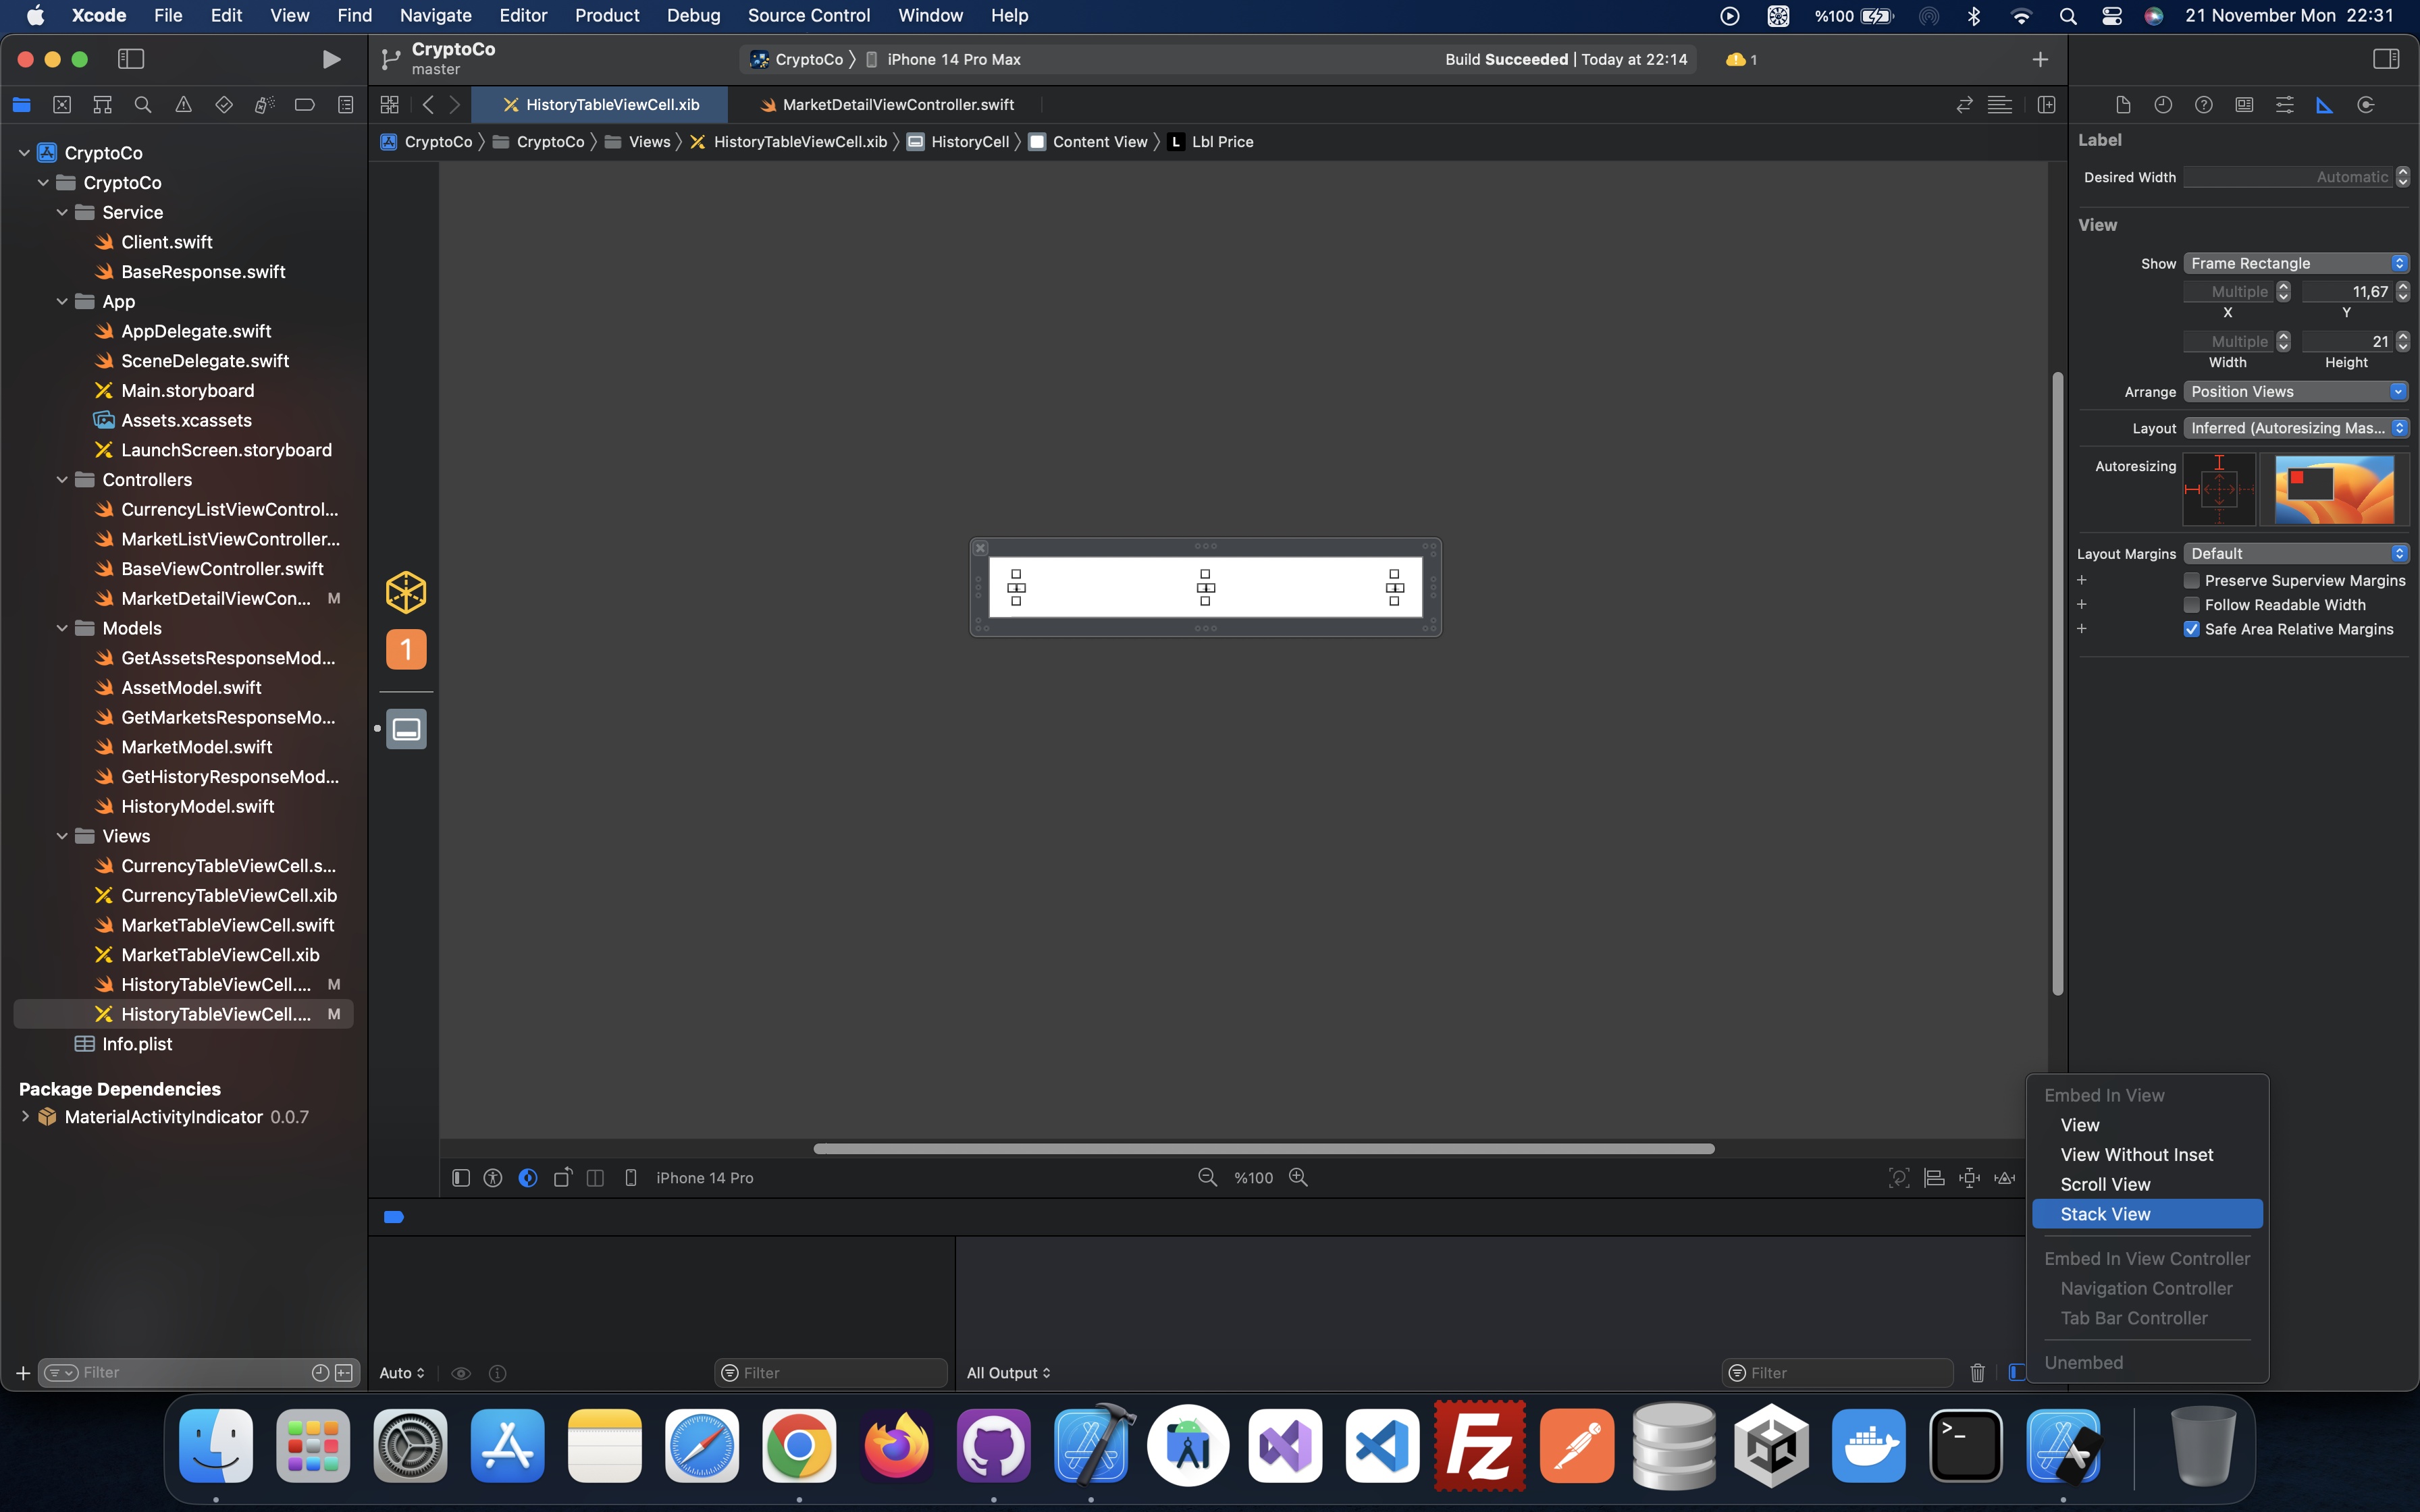 Xcode File Edit View Find Navigate Editor Product Debug Source Control Window Help %100 21 November Mon 22:31
CryptoCo
master
CryptoCo iPhone 14 Pro Max Build Succeeded | Today at 22:14 1
HistoryTableViewCell.xib MarketDetailViewController.swift
CryptoCo CryptoCo Views HistoryTableViewCell.xib HistoryCell Content View L Lbl Price
CryptoCo
CryptoCo
Service
Client.swift
BaseResponse.swift
App
AppDelegate.swift
SceneDelegate.swift
Main.storyboard
Assets.xcassets
LaunchScreen.storyboard
Controllers
CurrencyListViewControl...
MarketListViewController...
BaseViewController.swift
MarketDetailViewCon... M
Models
GetAssetsResponseMod...
AssetModel.swift
GetMarketsResponseMo...
MarketModel.swift
GetHistoryResponseMod...
HistoryModel.swift
Views
CurrencyTableViewCell.s...
CurrencyTableViewCell.xib
MarketTableViewCell.swift
MarketTableViewCell.xib
HistoryTableViewCell.... M
HistoryTableViewCell.... M
Info.plist
Package Dependencies
MaterialActivityIndicator 0.0.7
Filter
1
iPhone 14 Pro %100
Auto Filter All Output Filter
Label
Desired Width Automatic
View
Show Frame Rectangle
Multiple 11,67
X Y
Multiple 21
Width Height
Arrange Position Views
Layout Inferred (Autoresizing Mas...
Autoresizing
Layout Margins Default
Preserve Superview Margins
Follow Readable Width
Safe Area Relative Margins
Embed In View
View
View Without Inset
Scroll View
Stack View
Embed In View Controller
Navigation Controller
Tab Bar Controller
Unembed
Fz >_